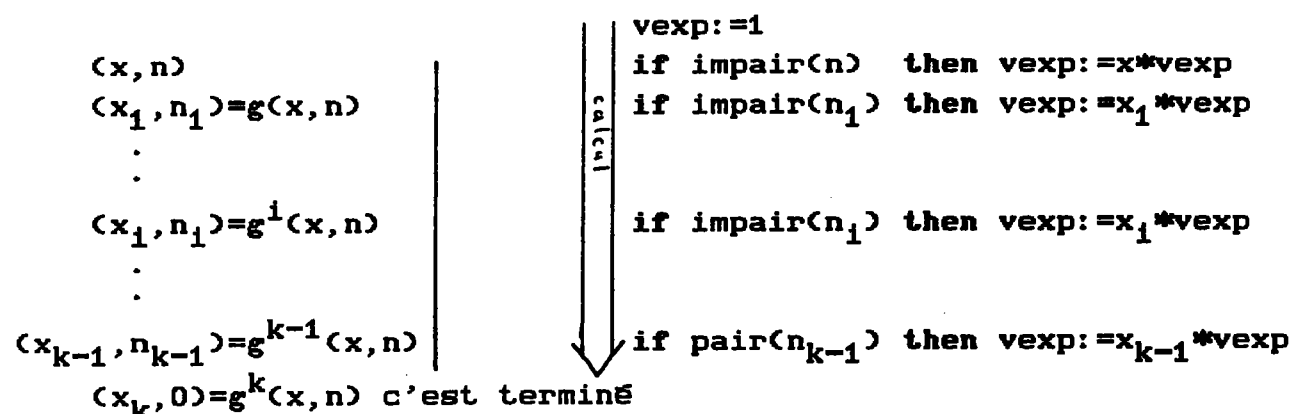 vexp:=1
(x,n) if impair(n) then vexp:=x*vexp
(x₁,n₁)=g(x,n) if impair(n₁) then vexp:=x₁*vexp
.
.
calcul
(xᵢ,nᵢ)=gⁱ(x,n) if impair(nᵢ) then vexp:=xᵢ*vexp
.
.
(xₖ₋₁,nₖ₋₁)=gᵏ⁻¹(x,n) if pair(nₖ₋₁) then vexp:=xₖ₋₁*vexp
(xₖ,0)=gᵏ(x,n) c'est terminé